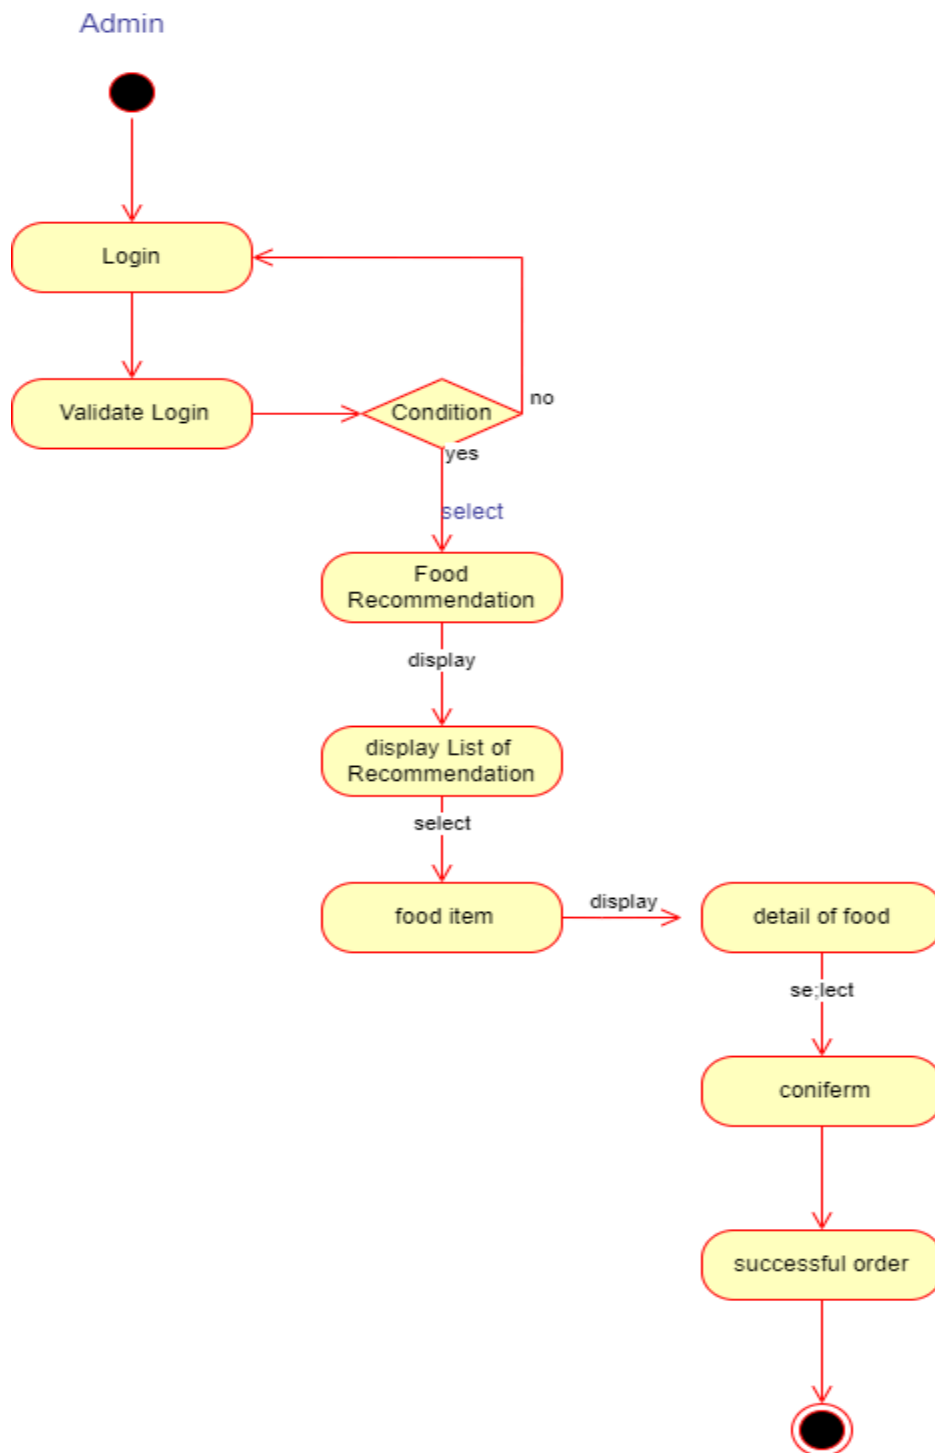 Admin
Login
Validate Login
Condition
no
yes
select
Food
Recommendation
display
display List of
Recommendation
select
food item
display
detail of food
se;lect
coniferm
successful order